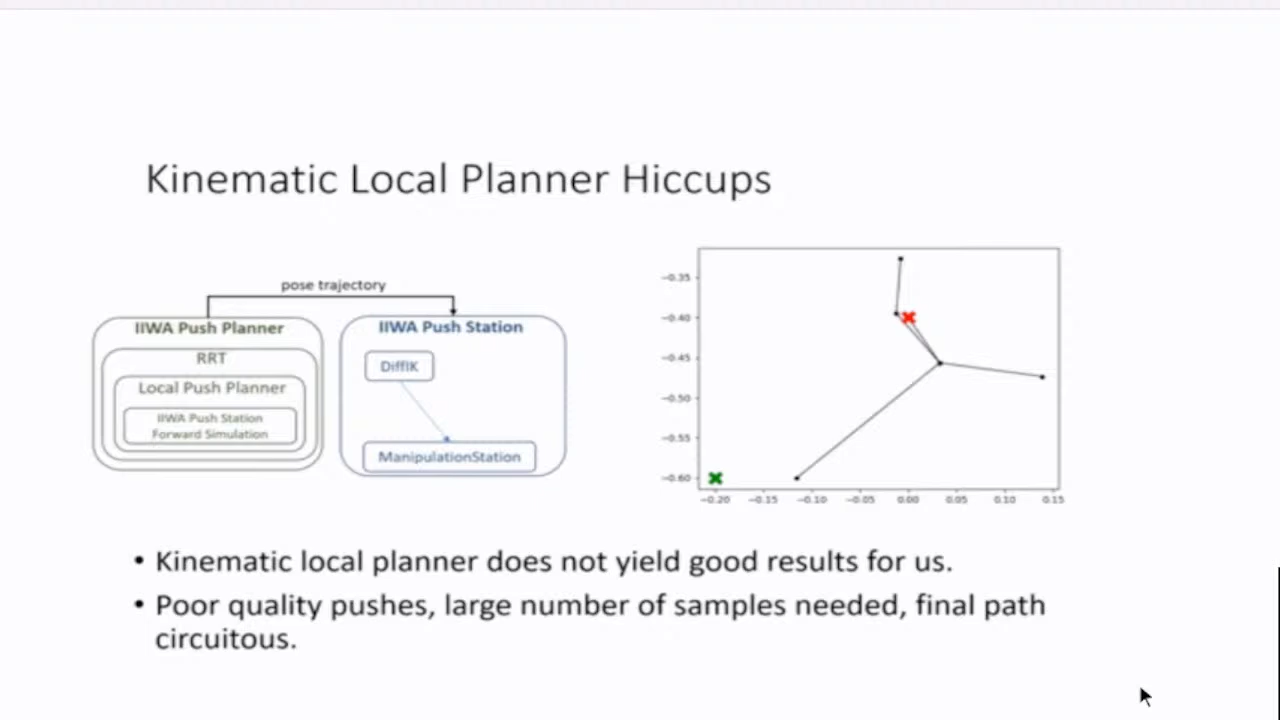 Kinematic Local Planner Hiccups
pose trajectory
IIWA Push Planner
RRT
Local Push Planner
IIWA Push Station
Forward Simulation
IIWA Push Station
DiffIK
ManipulationStation
−0.35
−0.40
−0.45
−0.50
−0.55
−0.60
−0.20 −0.15 −0.10 −0.05 0.00 0.05 0.10 0.15
• Kinematic local planner does not yield good results for us.
• Poor quality pushes, large number of samples needed, final path
circuitous.